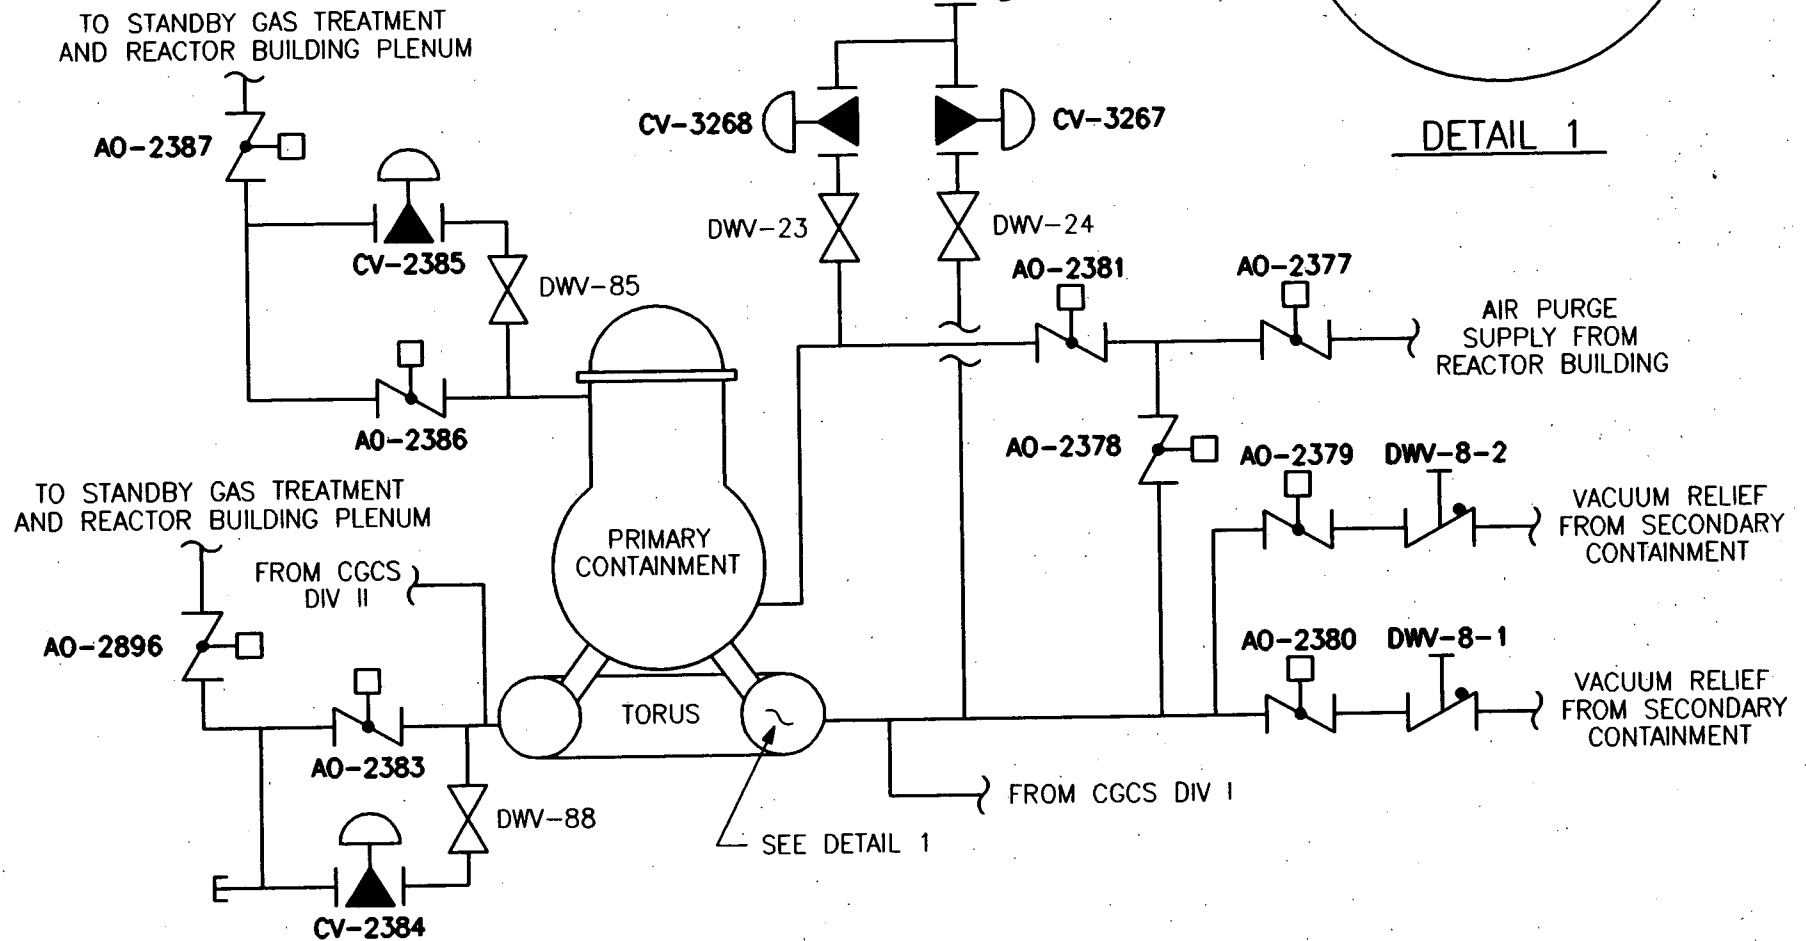 TO STANDBY GAS TREATMENT
AND REACTOR BUILDING PLENUM
AO-2387
CV-2385
DWV-85
AO-2386
CV-3268
CV-3267
DWV-23
DWV-24
DETAIL 1
AO-2381
AO-2377
AIR PURGE
SUPPLY FROM
REACTOR BUILDING
AO-2378
AO-2379
DWV-8-2
VACUUM RELIEF
FROM SECONDARY
CONTAINMENT
TO STANDBY GAS TREATMENT
AND REACTOR BUILDING PLENUM
FROM CGCS
DIV II
PRIMARY
CONTAINMENT
AO-2896
AO-2380
DWV-8-1
VACUUM RELIEF
FROM SECONDARY
CONTAINMENT
TORUS
AO-2383
DWV-88
FROM CGCS DIV I
SEE DETAIL 1
CV-2384